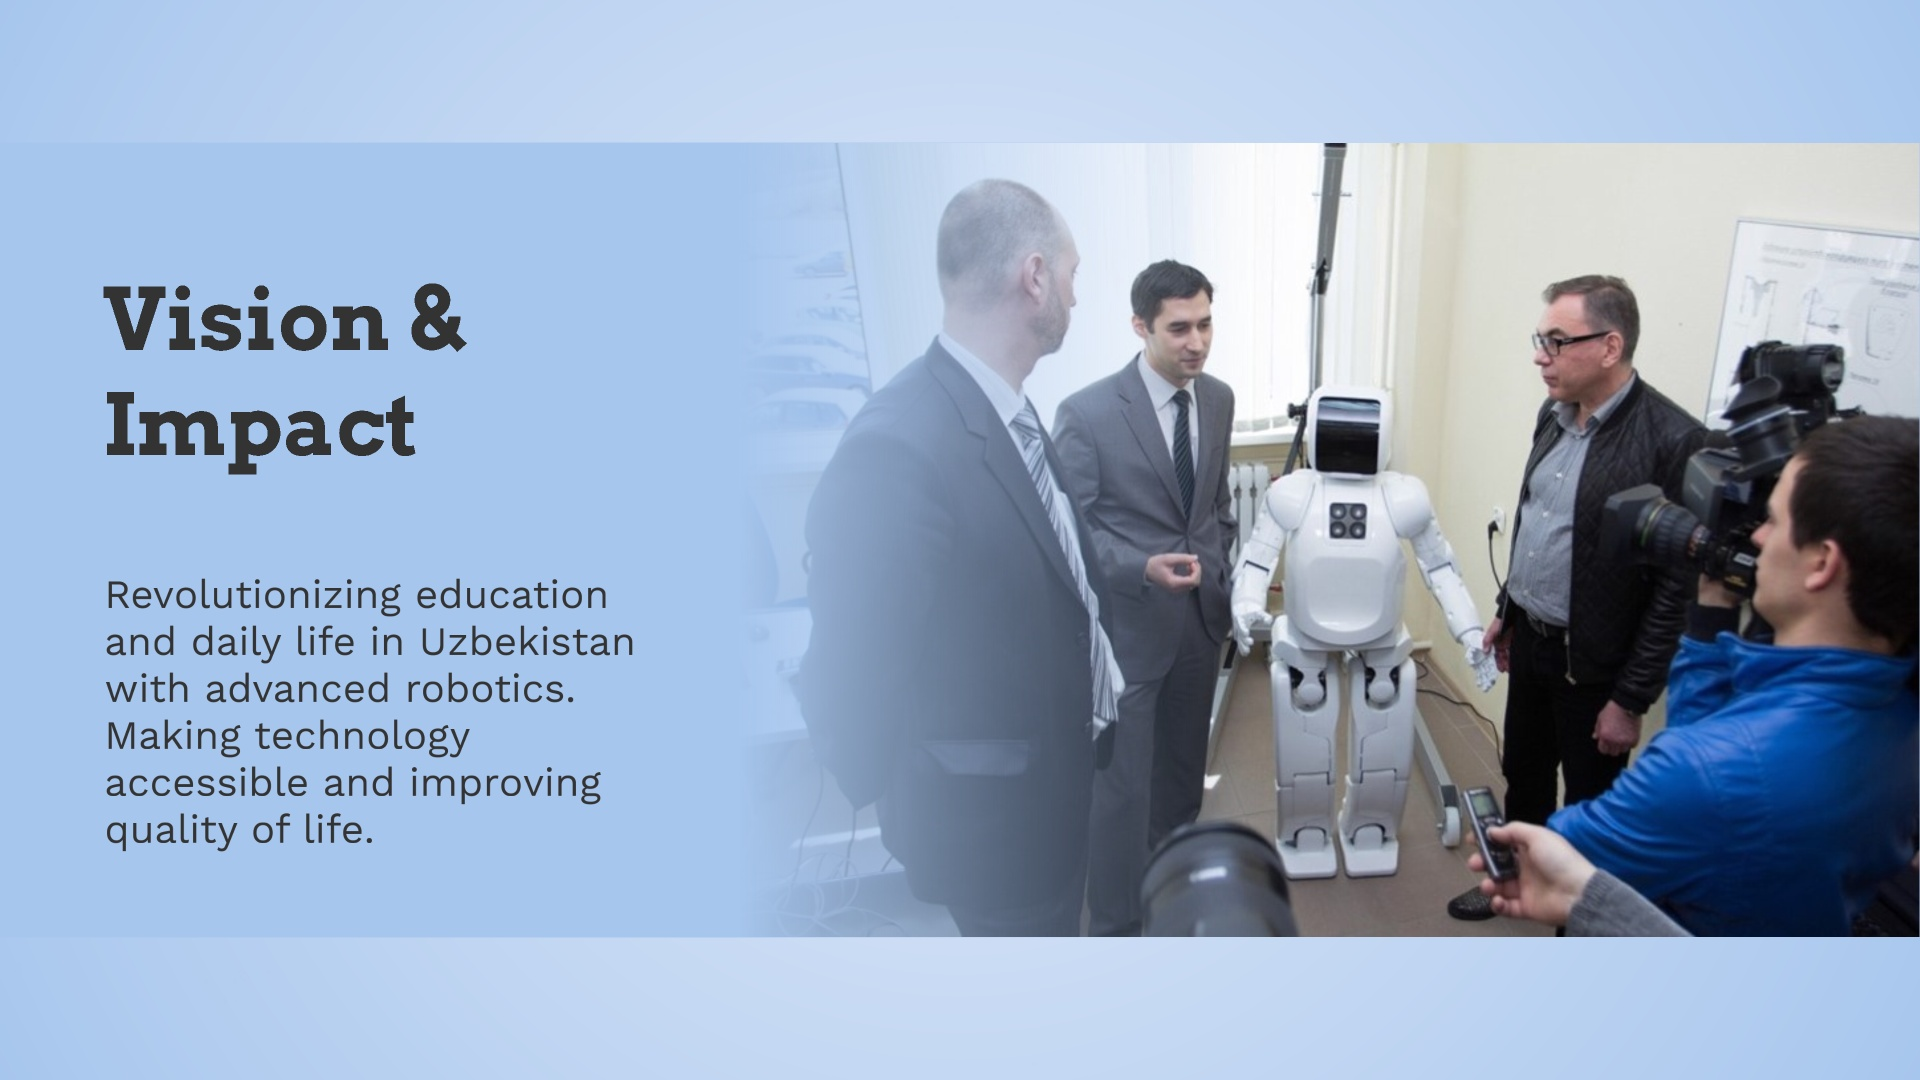 Vision &
Impact
Revolutionizing education
and daily life in Uzbekistan
with advanced robotics.
Making technology
accessible and improving
quality of life.